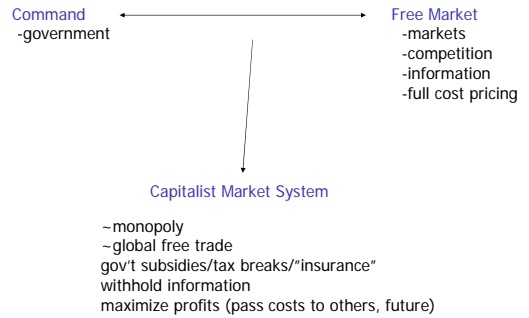 Command
-government
Free Market
-markets
-competition
-information
-full cost pricing
Capitalist Market System
~monopoly
~global free trade
gov't subsidies/tax breaks/"insurance"
withhold information
maximize profits (pass costs to others, future)